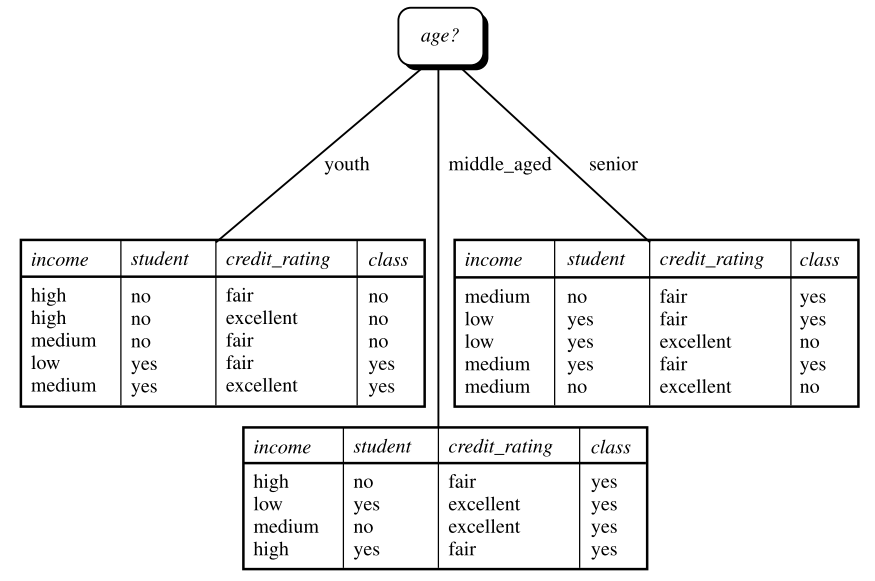 age?
youth
middle_aged
senior
income student credit_rating class
high no fair no
high no excellent no
medium no fair no
low yes fair yes
medium yes excellent yes
income student credit_rating class
medium no fair yes
low yes fair yes
low yes excellent no
medium yes fair yes
medium no excellent no
income student credit_rating class
high no fair yes
low yes excellent yes
medium no excellent yes
high yes fair yes